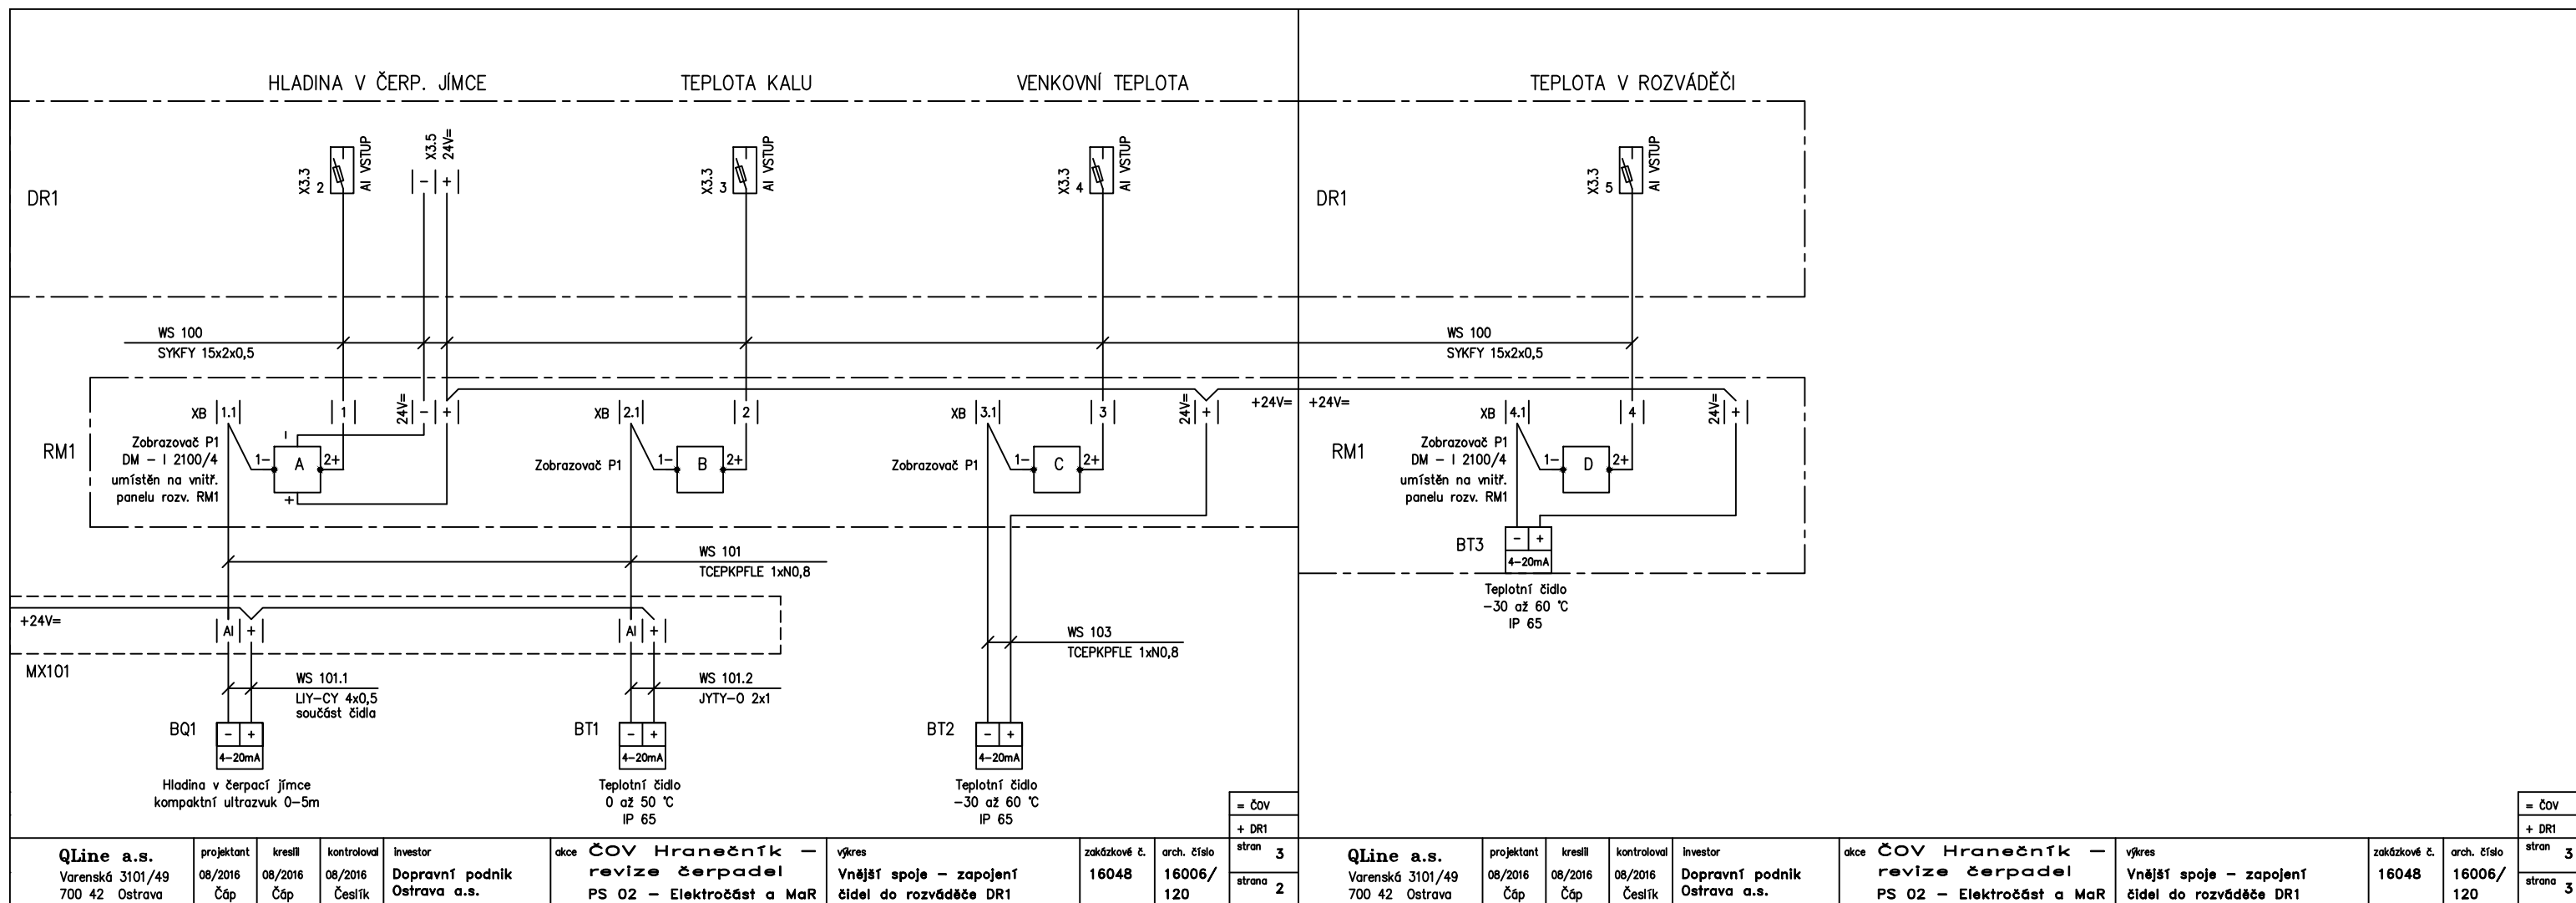 HLADINA V ČERP. JÍMCE
TEPLOTA KALU
VENKOVNÍ TEPLOTA
DR1
X3.3
2
AI VSTUP
X3.5
24V=
- +
X3.3
3
AI VSTUP
X3.3
4
AI VSTUP
WS 100
SYKFY 15x2x0,5
RM1
XB 1.1
1
24V= - +
XB 2.1
2
XB 3.1
3
24V= +
+24V=
Zobrazovač P1
DM – I 2100/4
umístěn na vnitř.
panelu rozv. RM1
-
1- A 2+
+
Zobrazovač P1
1- B 2+
Zobrazovač P1
1- C 2+
WS 101
TCEPKPFLE 1xN0,8
+24V=
AI +
AI +
MX101
WS 101.1
LIY-CY 4x0,5
součást čidla
WS 101.2
JYTY-O 2x1
WS 103
TCEPKPFLE 1xN0,8
BQ1
- +
4-20mA
Hladina v čerpací jímce
kompaktní ultrazvuk 0-5m
BT1
- +
4-20mA
Teplotní čidlo
0 až 50 °C
IP 65
BT2
- +
4-20mA
Teplotní čidlo
-30 až 60 °C
IP 65
= ČOV
+ DR1
QLine a.s.
Varenská 3101/49
700 42 Ostrava
projektant
08/2016
Čáp
kreslil
08/2016
Čáp
kontroloval
08/2016
Česlík
investor
Dopravní podnik
Ostrava a.s.
akce ČOV Hranečník –
revize čerpadel
PS 02 – Elektročást a MaR
výkres
Vnější spoje – zapojení
čidel do rozváděče DR1
zakázkové č.
16048
arch. číslo
16006/
120
stran 3
strana 2
TEPLOTA V ROZVÁDĚČI
DR1
X3.3
5
AI VSTUP
WS 100
SYKFY 15x2x0,5
+24V=
RM1
XB 4.1
4
24V= +
Zobrazovač P1
DM – I 2100/4
umístěn na vnitř.
panelu rozv. RM1
1- D 2+
BT3
- +
4-20mA
Teplotní čidlo
-30 až 60 °C
IP 65
= ČOV
+ DR1
QLine a.s.
Varenská 3101/49
700 42 Ostrava
projektant
08/2016
Čáp
kreslil
08/2016
Čáp
kontroloval
08/2016
Česlík
investor
Dopravní podnik
Ostrava a.s.
akce ČOV Hranečník –
revize čerpadel
PS 02 – Elektročást a MaR
výkres
Vnější spoje – zapojení
čidel do rozváděče DR1
zakázkové č.
16048
arch. číslo
16006/
120
stran 3
strana 3